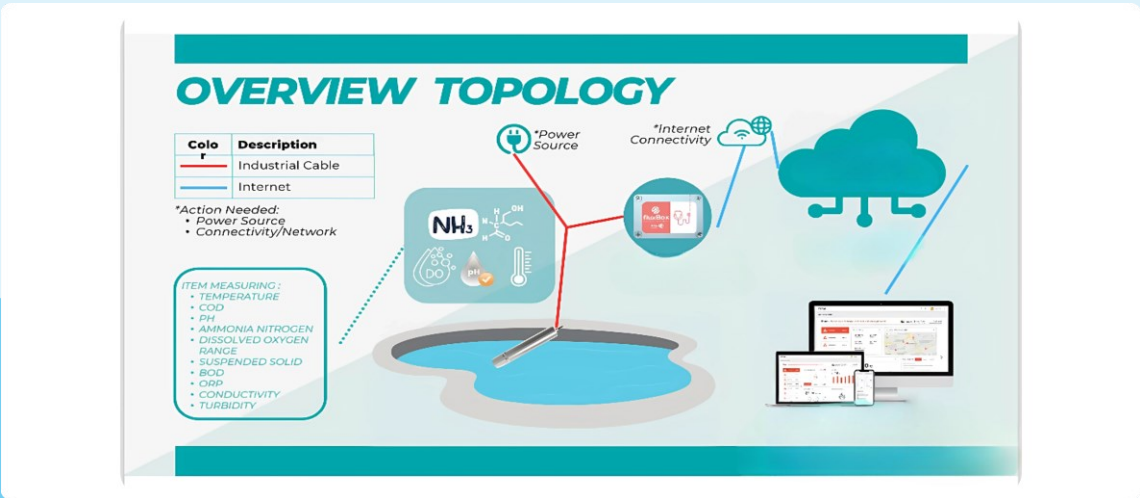 OVERVIEW TOPOLOGY
Colo
r
Description
Industrial Cable
Internet
*Action Needed:
• Power Source
• Connectivity/Network
ITEM MEASURING :
• TEMPERATURE
• COD
• PH
• AMMONIA NITROGEN
• DISSOLVED OXYGEN
RANGE
• SUSPENDED SOLID
• BOD
• ORP
• CONDUCTIVITY
• TURBIDITY
*Power
Source
*Internet
Connectivity
NH3
H
OH
H
O
DO
pH